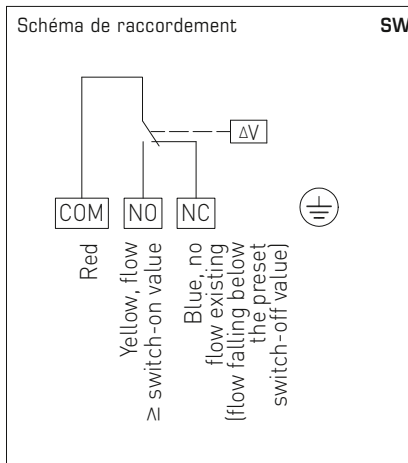 Schéma de raccordement
SW
ΔV
COM
NO
NC
Red
Yellow, flow
≥ switch-on value
Blue, no
flow existing
(flow falling below
the preset
switch-off value)